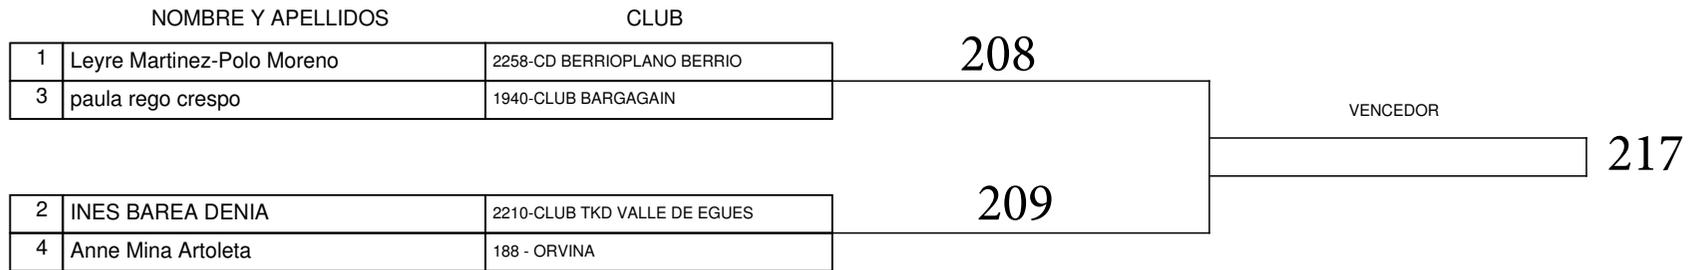 NOMBRE Y APELLIDOS CLUB
1 Leyre Martinez-Polo Moreno 2258-CD BERRIOPLANO BERRIO 208
3 paula rego crespo 1940-CLUB BARGAGAIN
VENCEDOR
217
2 INES BAREA DENIA 2210-CLUB TKD VALLE DE EGUES 209
4 Anne Mina Artoleta 188 - ORVINA